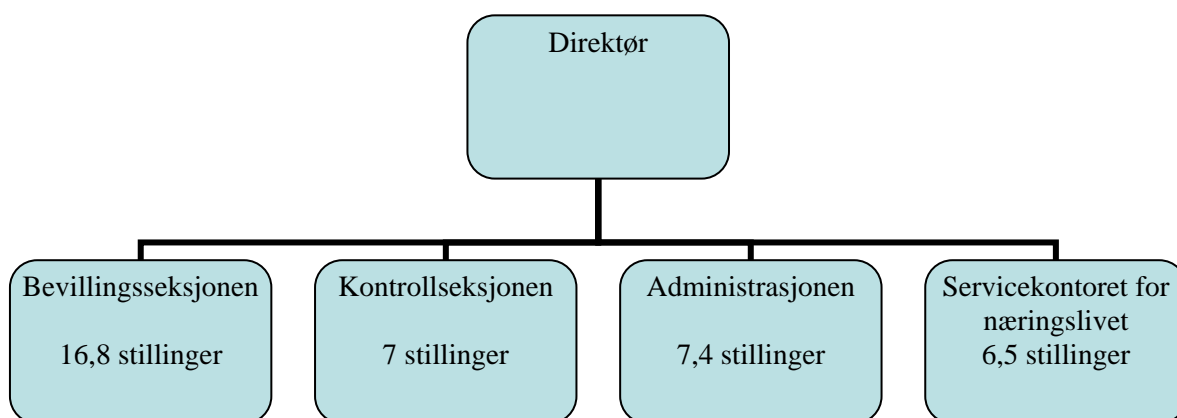 Direktør
Bevillingsseksjonen
16,8 stillinger
Kontrollseksjonen
7 stillinger
Administrasjonen
7,4 stillinger
Servicekontoret for
næringslivet
6,5 stillinger